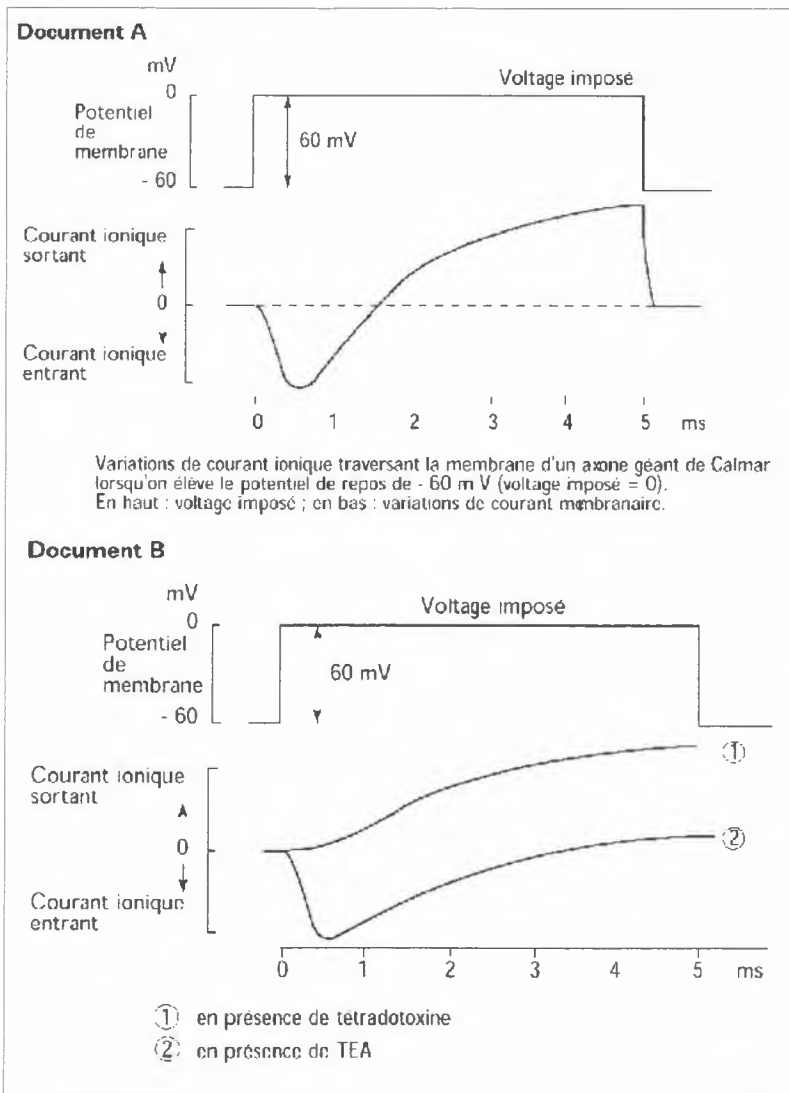 Document A
mV
0
Voltage imposé
Potentiel
de
membrane
60 mV
- 60
Courant ionique
sortant
0
Courant ionique
entrant
0 1 2 3 4 5 ms
Variations de courant ionique traversant la membrane d'un axone géant de Calmar
lorsqu'on élève le potentiel de repos de - 60 m V (voltage imposé = 0).
En haut : voltage imposé ; en bas : variations de courant membranaire.
Document B
mV
0
Voltage imposé
Potentiel
de
membrane
60 mV
- 60
Courant ionique
sortant
1
0
2
Courant ionique
entrant
0 1 2 3 4 5 ms
1 en présence de tétradotoxine
2 en présence de TEA